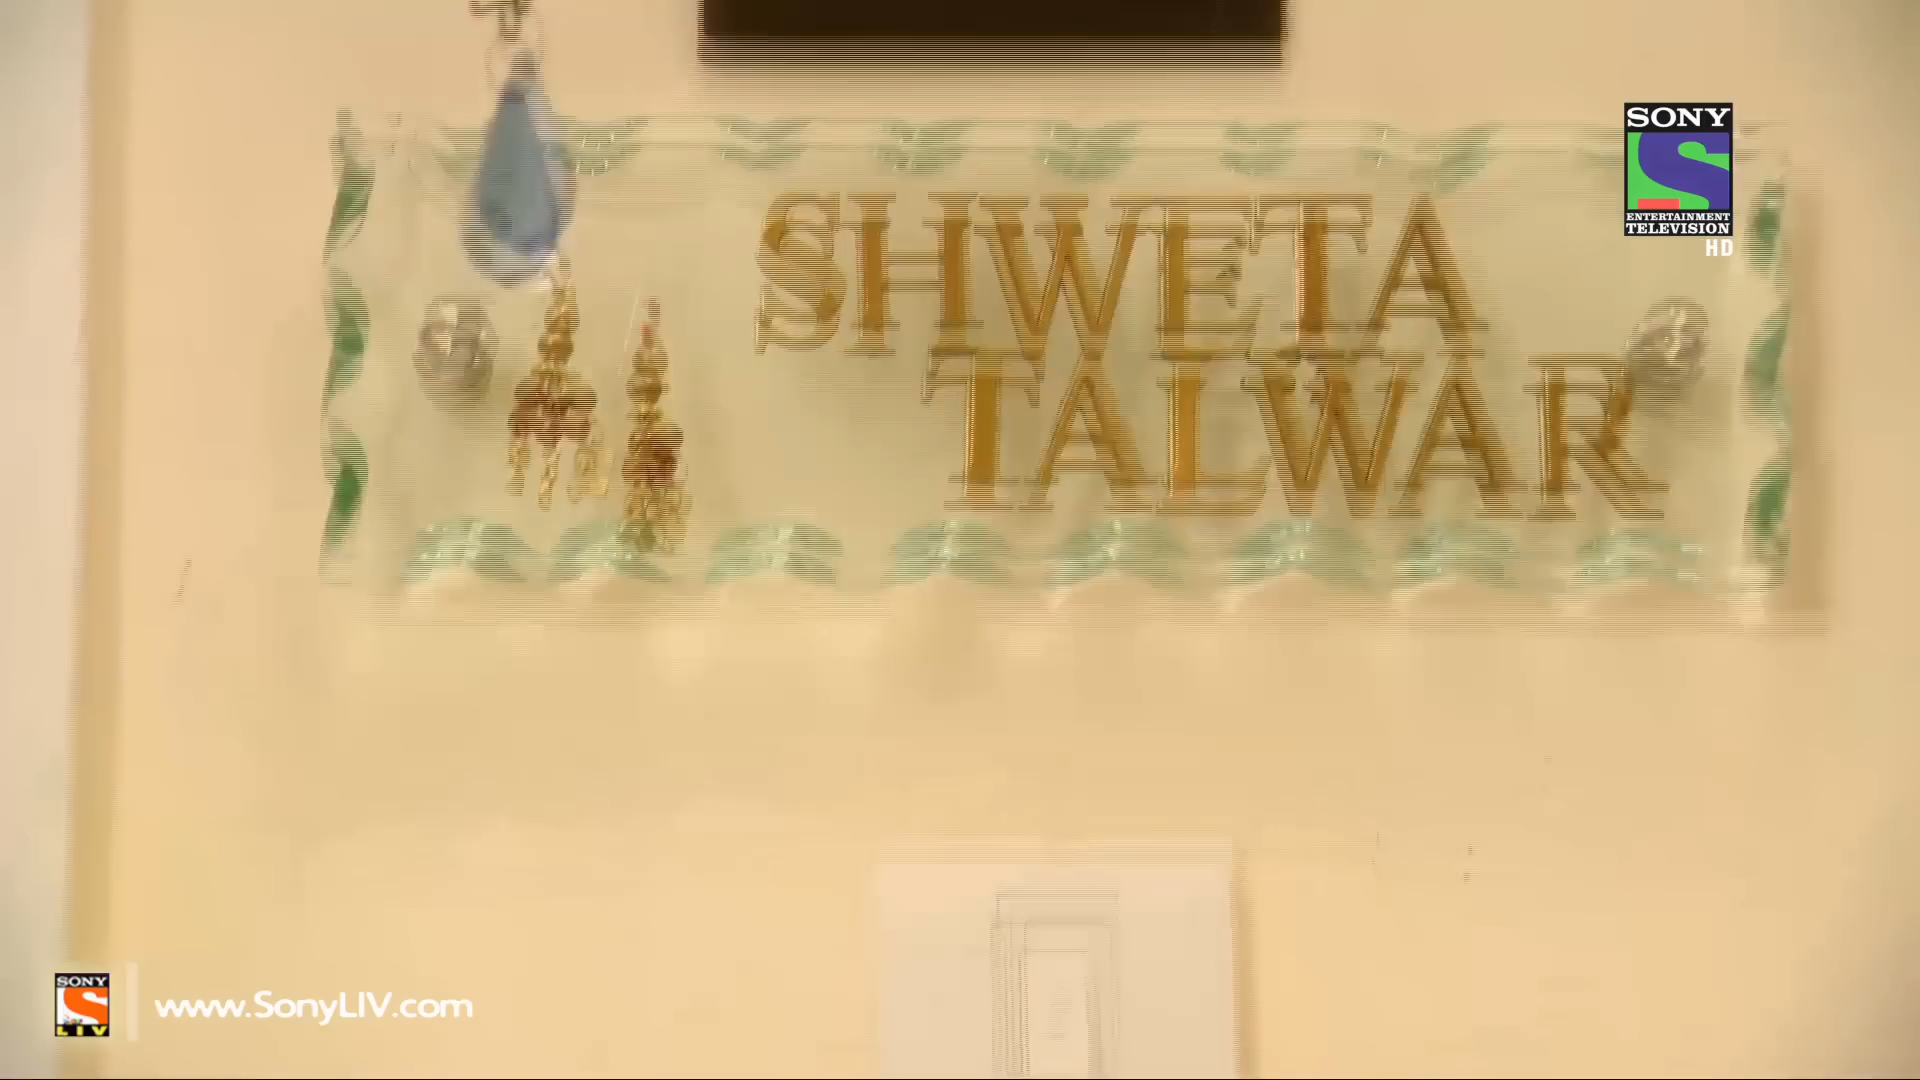 SONY
ENTERTAINMENT
TELEVISION
HD
SHWETA
TALWAR
SONY
LIV
www.SonyLIV.com